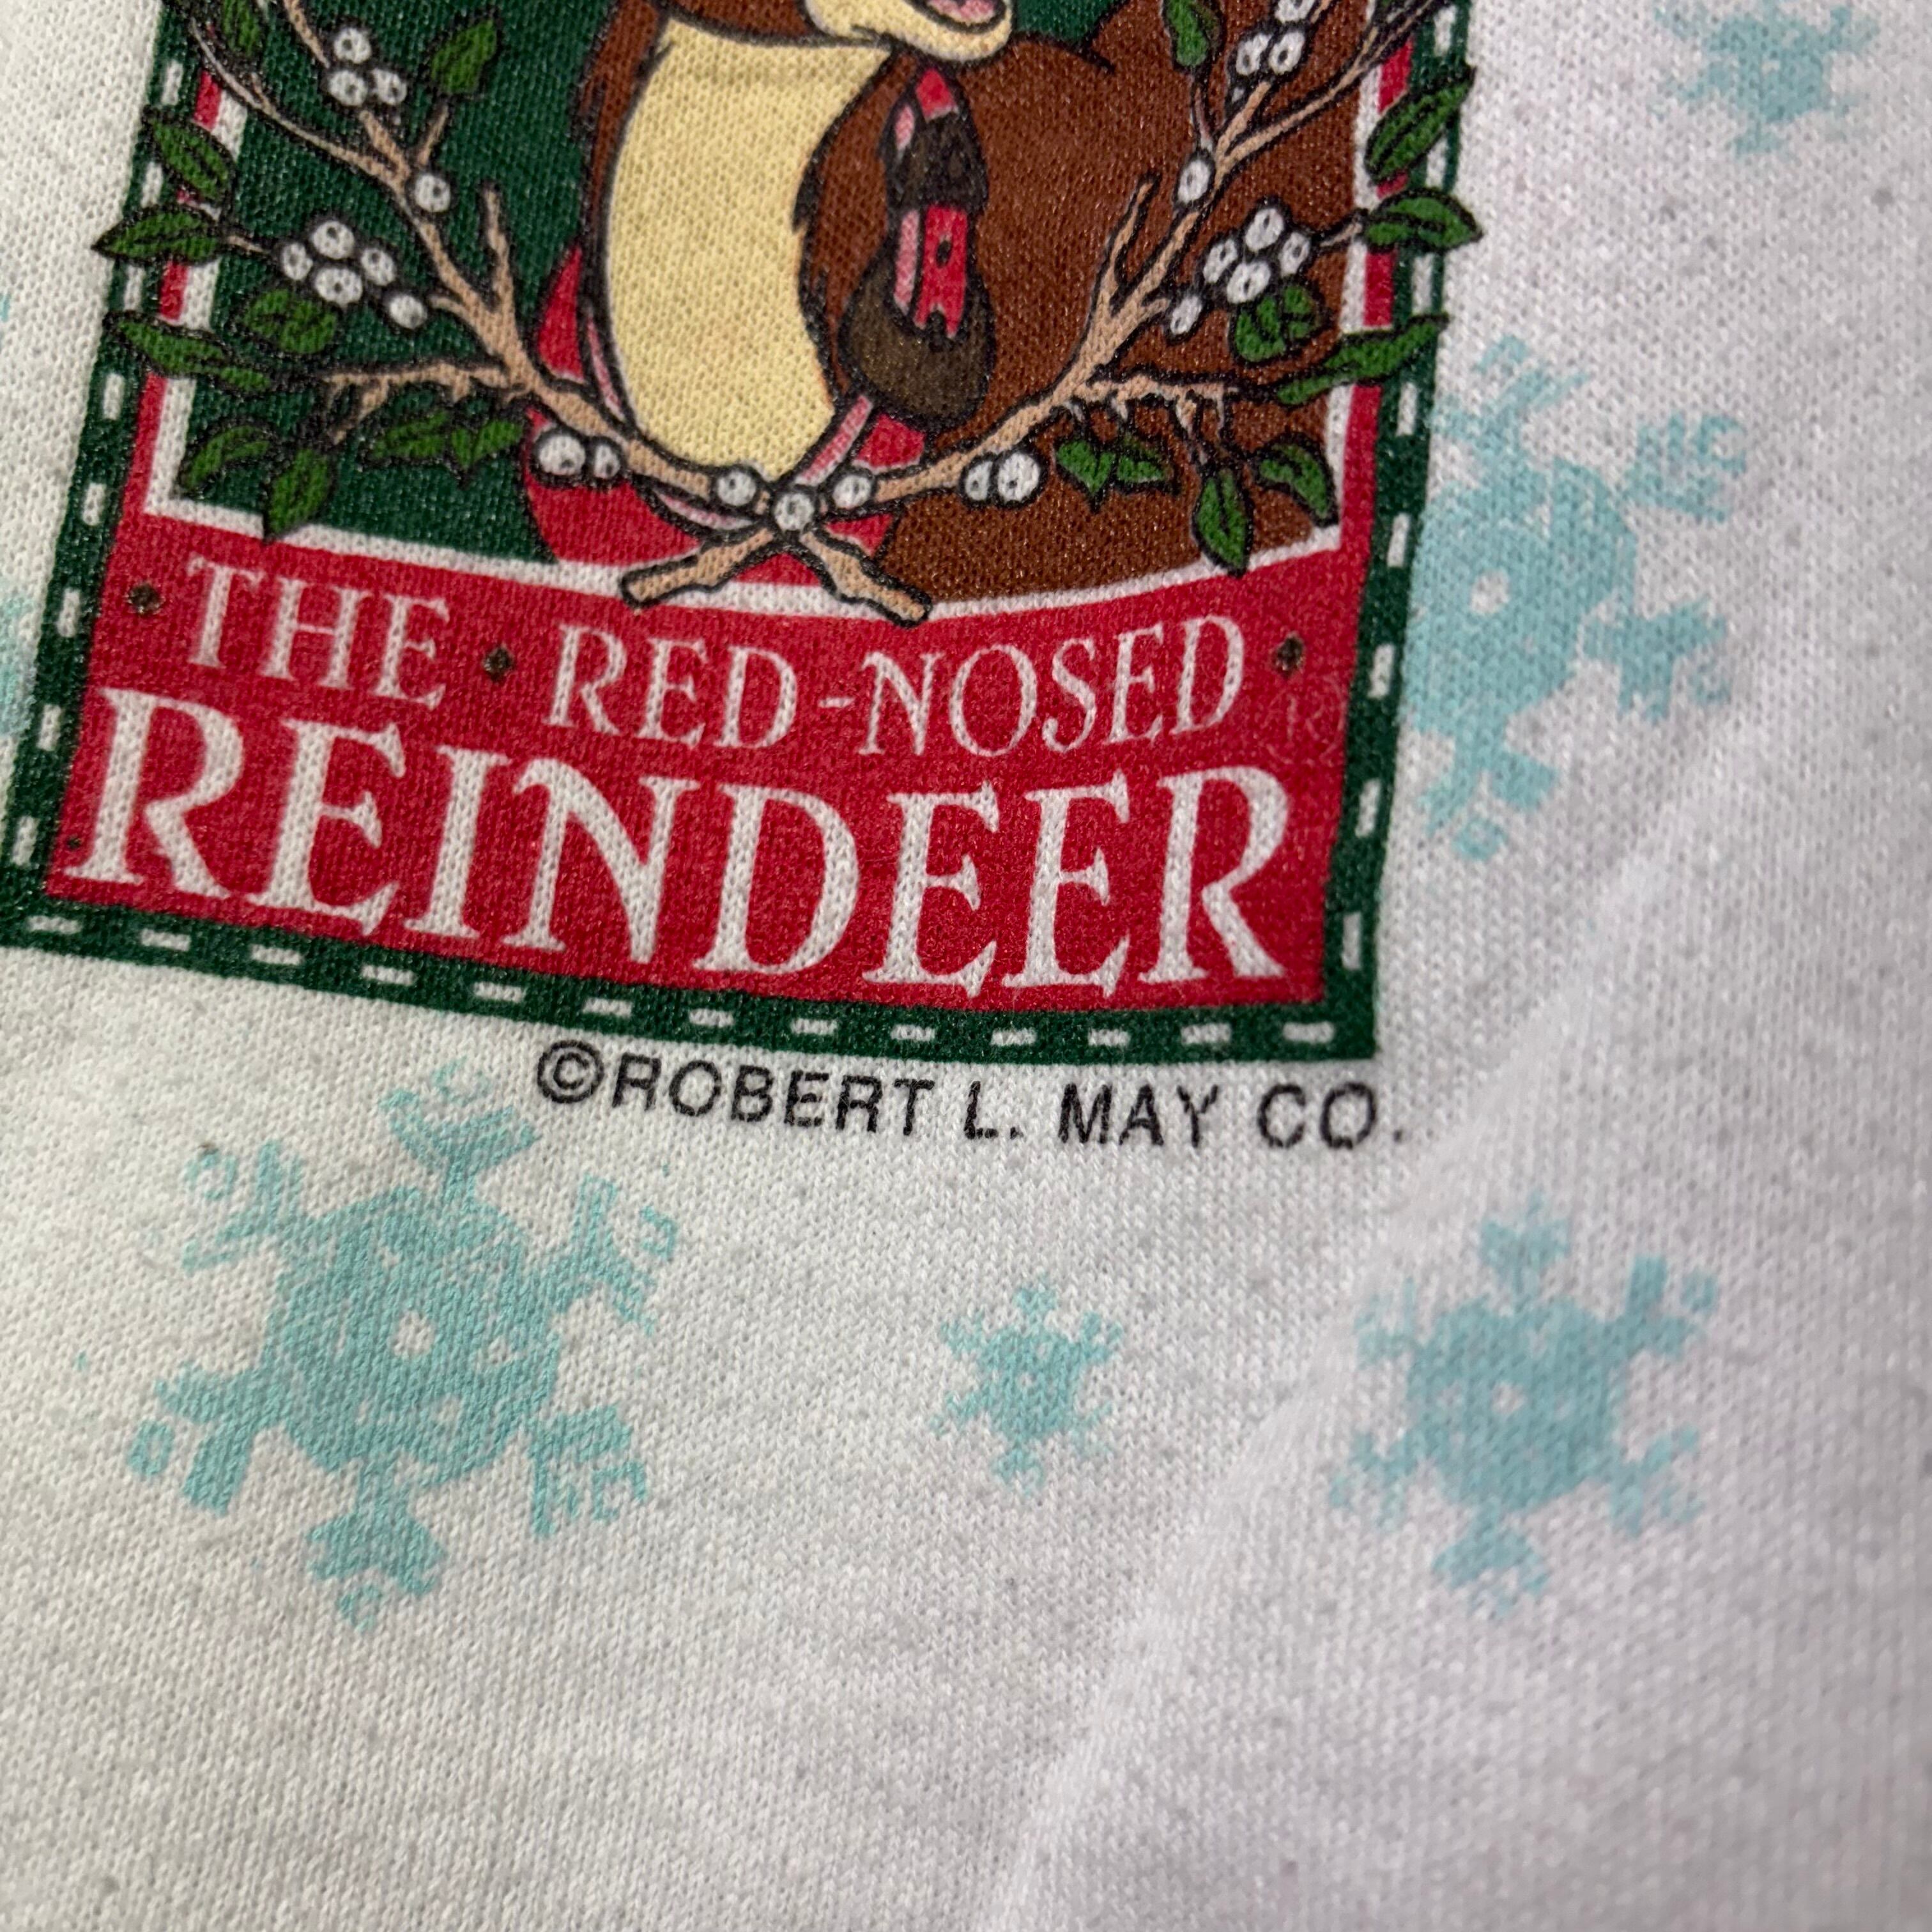 THE • RED-NOSED
REINDEER
©ROBERT L. MAY CO.